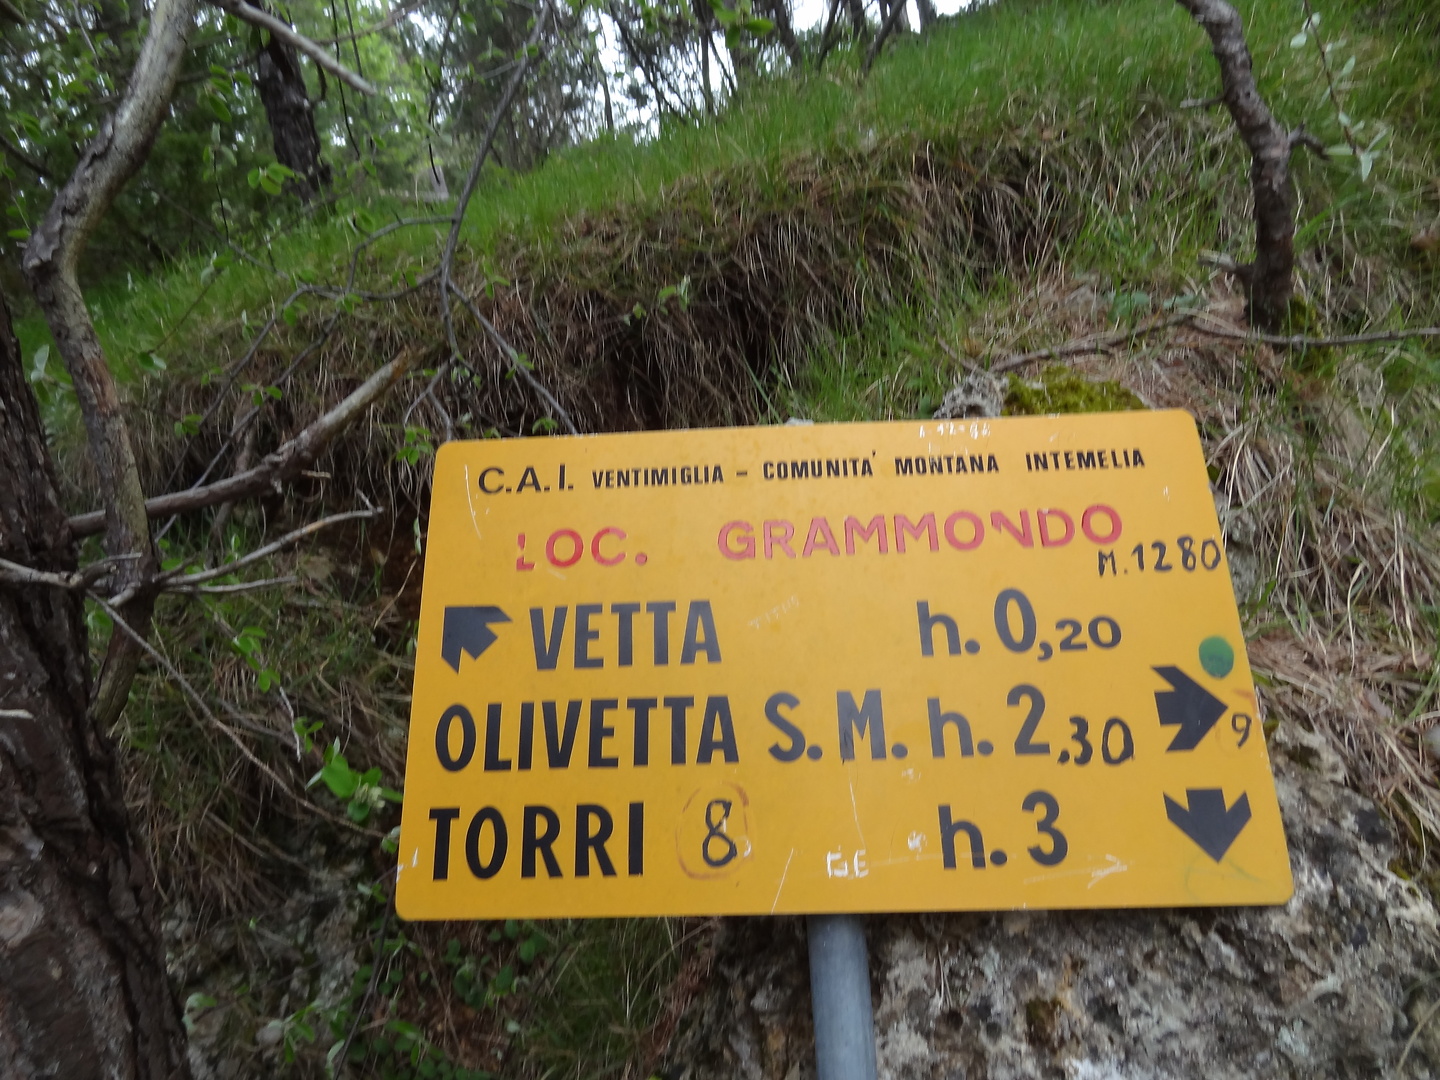 C.A.I. VENTIMIGLIA – COMUNITA' MONTANA INTEMELIA
LOC. GRAMMONDO
M.1280
VETTA h. 0,20
OLIVETTA S.M. h. 2,30
9
TORRI 8 h. 3